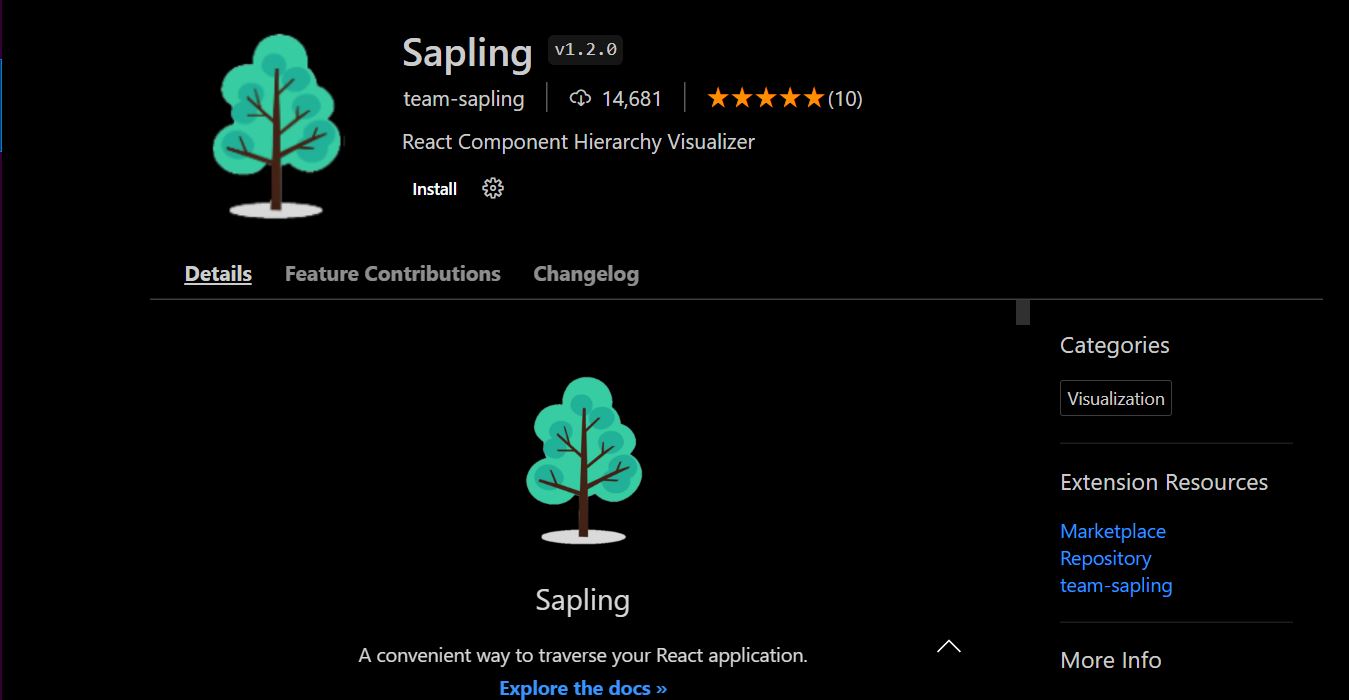 Sapling v1.2.0
team-sapling 14,681 (10)
React Component Hierarchy Visualizer
Install
Details Feature Contributions Changelog
Sapling
A convenient way to traverse your React application.
Explore the docs »
Categories
Visualization
Extension Resources
Marketplace
Repository
team-sapling
More Info